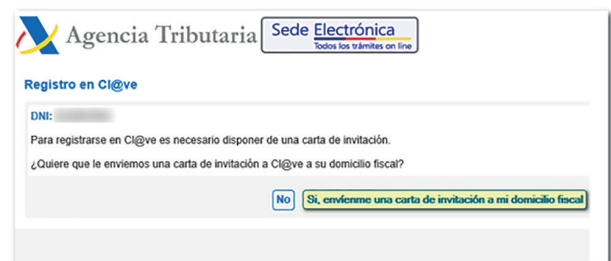 Agencia Tributaria
Sede Electrónica
Todos los trámites on line
Registro en Cl@ve
DNI:
Para registrarse en Cl@ve es necesario disponer de una carta de invitación.
¿Quiere que le enviemos una carta de invitación a Cl@ve a su domicilio fiscal?
No
Si, envíenme una carta de invitación a mi domicilio fiscal